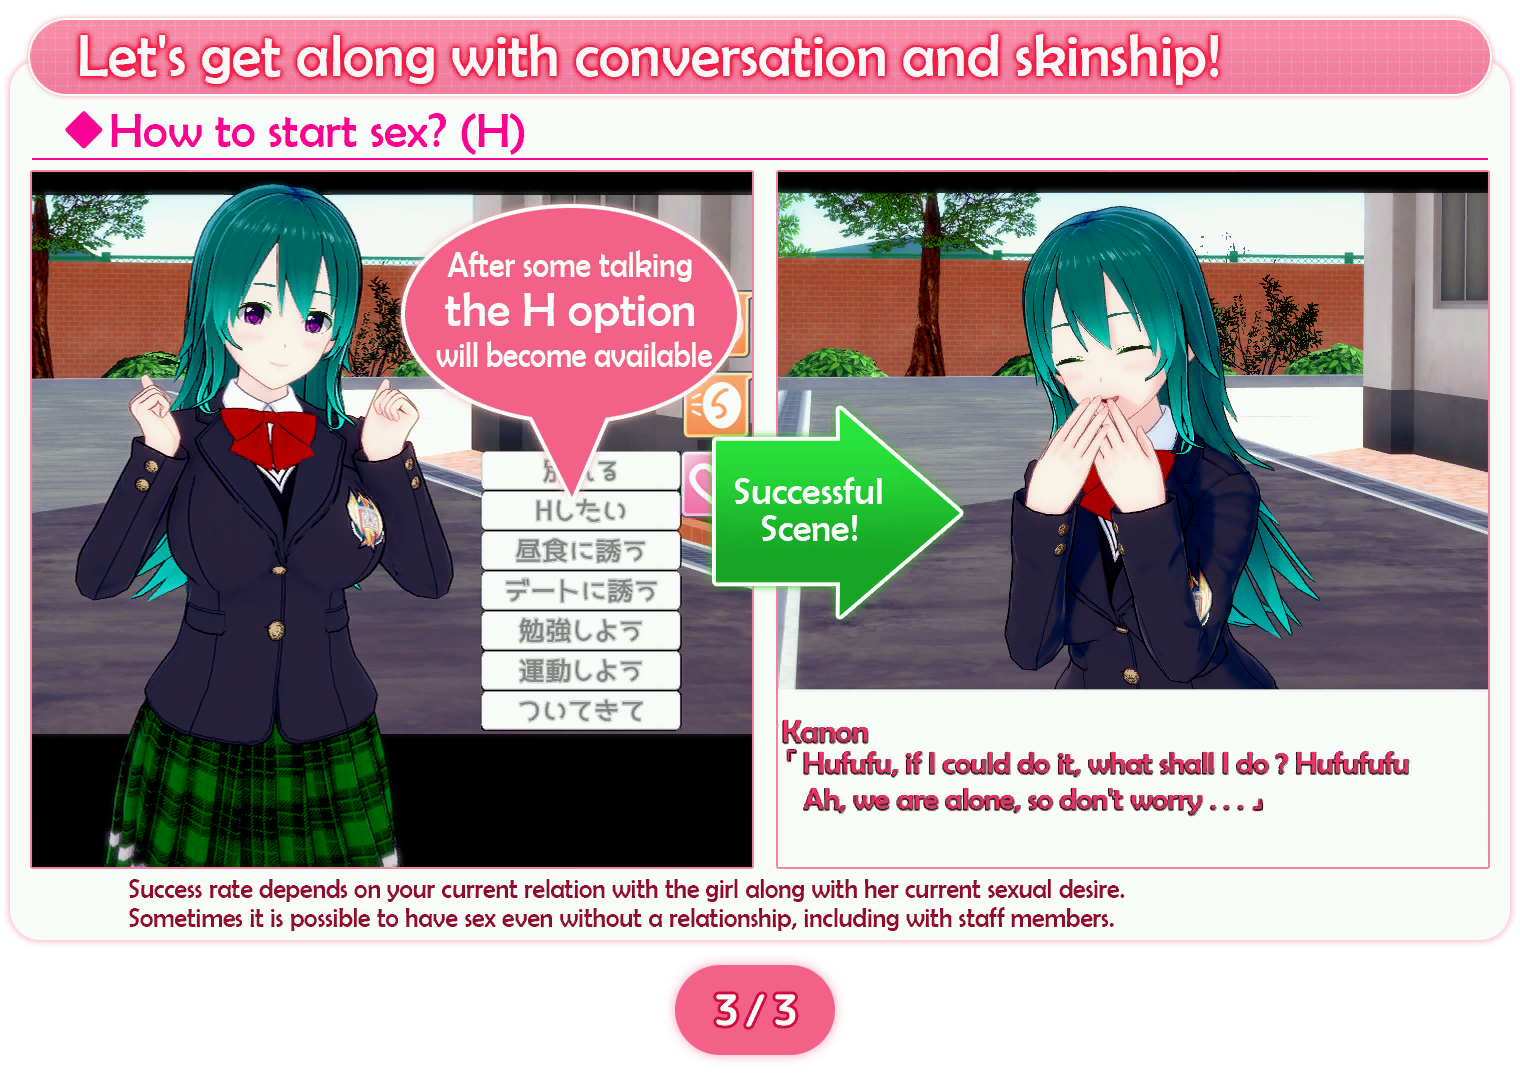 Let's get along with conversation and skinship!
◆How to start sex? (H)
After some talking
the H option
will become available
Hしたい
昼食に誘う
デートに誘う
勉強しよう
運動しよう
ついてきて
Successful
Scene!
Kanon
「Hufufu, if I could do it, what shall I do ? Hufufufu
Ah, we are alone, so don't worry . . . 」
Success rate depends on your current relation with the girl along with her current sexual desire.
Sometimes it is possible to have sex even without a relationship, including with staff members.
3/3